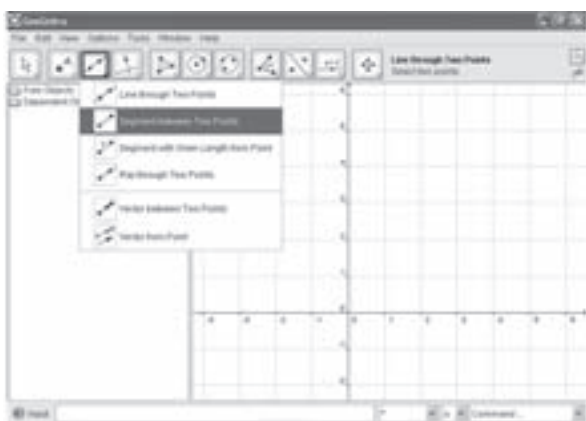 GeoGebra
File Edit View Options Tools Window Help
Line through Two Points
Select two points
Free Objects
Dependent
Line through Two Points
Segment between Two Points
Segment with Given Length from Point
Ray through Two Points
Vector between Two Points
Vector from Point
Input
Command...